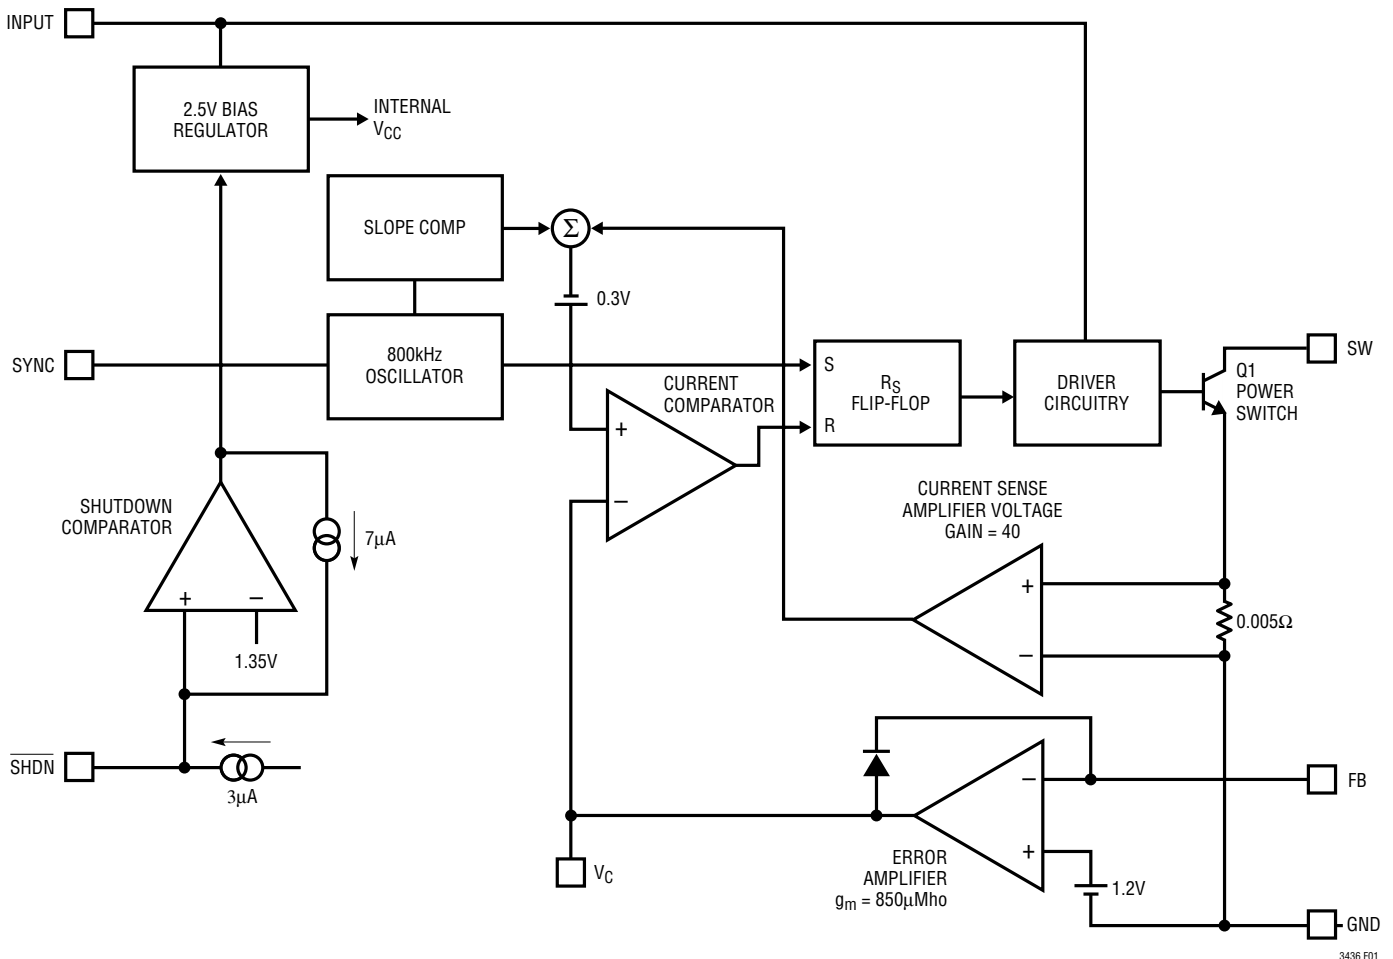 INPUT
2.5V BIAS
REGULATOR
INTERNAL
VCC
SLOPE COMP
Σ
0.3V
SYNC
800kHz
OSCILLATOR
CURRENT
COMPARATOR
+
–
S
R
RS
FLIP-FLOP
DRIVER
CIRCUITRY
SW
Q1
POWER
SWITCH
SHUTDOWN
COMPARATOR
+
–
1.35V
7µA
CURRENT SENSE
AMPLIFIER VOLTAGE
GAIN = 40
+
–
0.005Ω
SHDN
3µA
VC
–
+
ERROR
AMPLIFIER
gm = 850µMho
1.2V
FB
GND
3436 F01